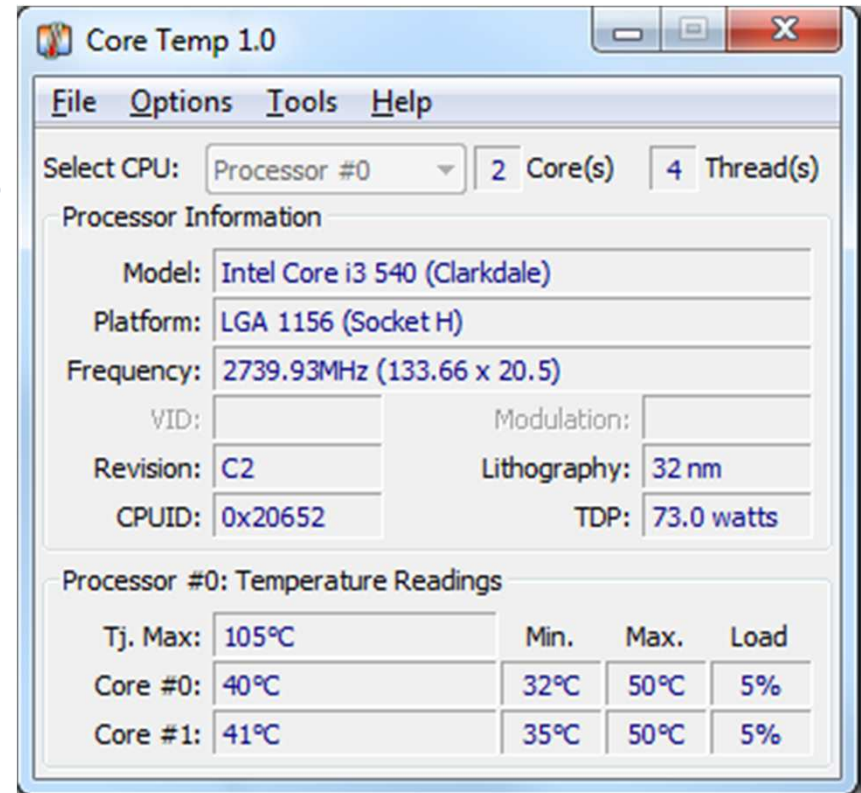 Core Temp 1.0
File Options Tools Help
Select CPU: Processor #0 2 Core(s) 4 Thread(s)
Processor Information
Model: Intel Core i3 540 (Clarkdale)
Platform: LGA 1156 (Socket H)
Frequency: 2739.93MHz (133.66 x 20.5)
VID: Modulation:
Revision: C2 Lithography: 32 nm
CPUID: 0x20652 TDP: 73.0 watts
Processor #0: Temperature Readings
Tj. Max: 105°C Min. Max. Load
Core #0: 40°C 32°C 50°C 5%
Core #1: 41°C 35°C 50°C 5%